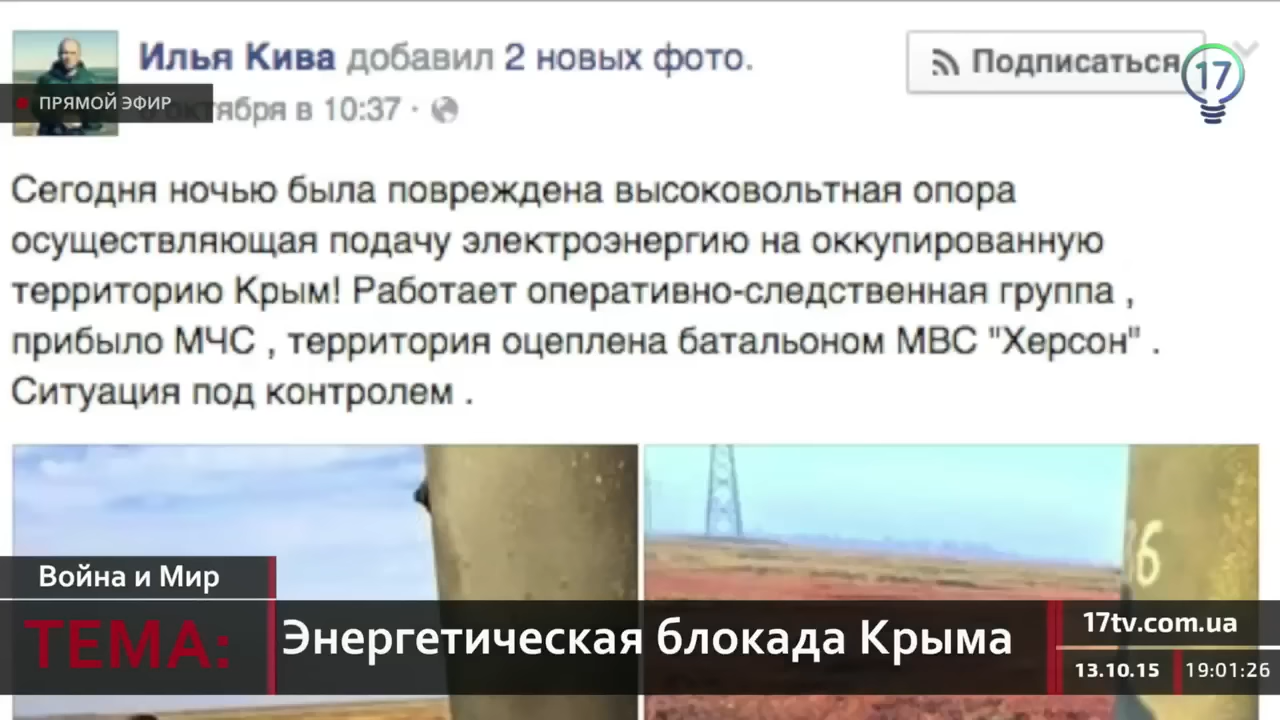 Илья Кива добавил 2 новых фото.
Подписаться
17
ПРЯМОЙ ЭФИР
октября в 10:37 ·
Сегодня ночью была повреждена высоковольтная опора
осуществляющая подачу электроэнергию на оккупированную
территорию Крым! Работает оперативно-следственная группа ,
прибыло МЧС , территория оцеплена батальоном МВС "Херсон" .
Ситуация под контролем .
6
Война и Мир
ТЕМА:
Энергетическая блокада Крыма
17tv.com.ua
13.10.15
19:01:26